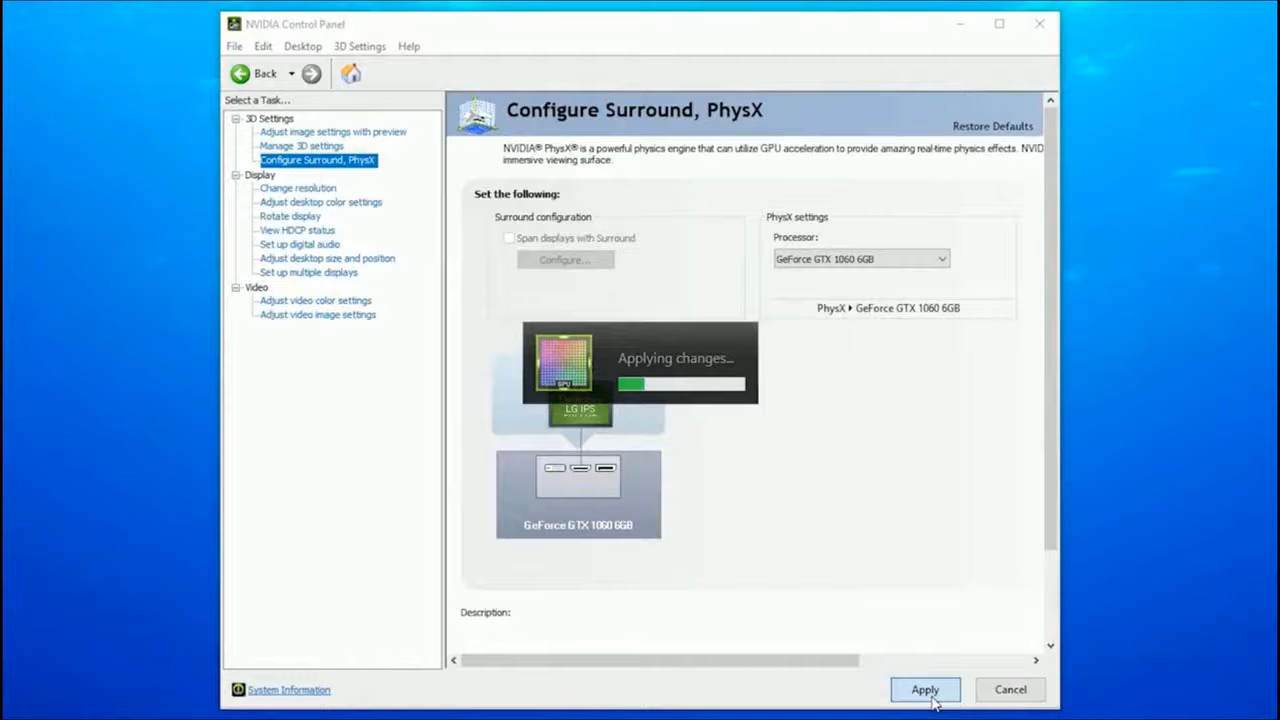 NVIDIA Control Panel
File Edit Desktop 3D Settings Help
Back
Select a Task...
3D Settings
Adjust image settings with preview
Manage 3D settings
Configure Surround, PhysX
Display
Change resolution
Adjust desktop color settings
Rotate display
View HDCP status
Set up digital audio
Adjust desktop size and position
Set up multiple displays
Video
Adjust video color settings
Adjust video image settings
System Information
Configure Surround, PhysX
Restore Defaults
NVIDIA® PhysX® is a powerful physics engine that can utilize GPU acceleration to provide amazing real-time physics effects. NVID
immersive viewing surface.
Set the following:
Surround configuration
Span displays with Surround
Configure...
PhysX settings
Processor:
GeForce GTX 1060 6GB
PhysX GeForce GTX 1060 6GB
Applying changes...
GPU
LG IPS
GeForce GTX 1060 6GB
Description:
Apply Cancel